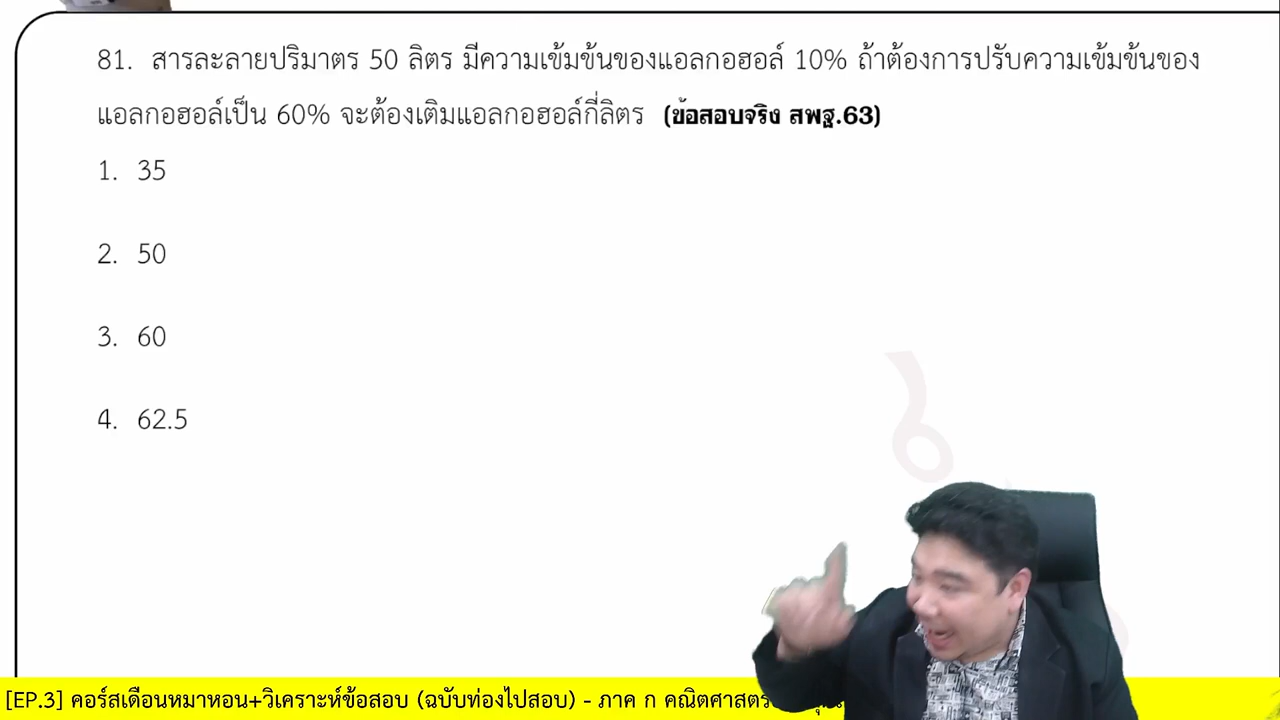 81. สารละลายปริมาตร 50 ลิตร มีความเข้มข้นของแอลกอฮอล์ 10% ถ้าต้องการปรับความเข้มข้นของ
แอลกอฮอล์เป็น 60% จะต้องเติมแอลกอฮอล์กี่ลิตร (ข้อสอบจริง สพฐ.63)
1. 35
2. 50
3. 60
4. 62.5
[EP.3] คอร์สเดือนหมาหอน+วิเคราะห์ข้อสอบ (ฉบับท่องไปสอบ) - ภาค ก คณิตศาสตร์